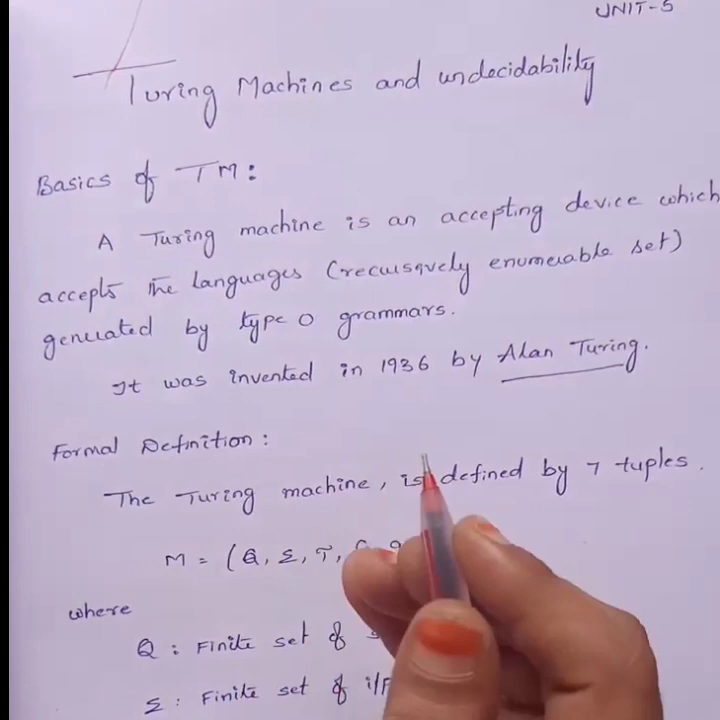 UNIT-5
Turing Machines and undecidability
Basics of TM:
A Turing machine is an accepting device which
accepts the languages (recursively enumerable set)
generated by type 0 grammars.
It was invented in 1936 by Alan Turing.
Formal Definition:
The Turing machine, is defined by 7 tuples.
M = (Q, Σ, T,
where
Q : Finite set of
Σ : Finite set of i/p